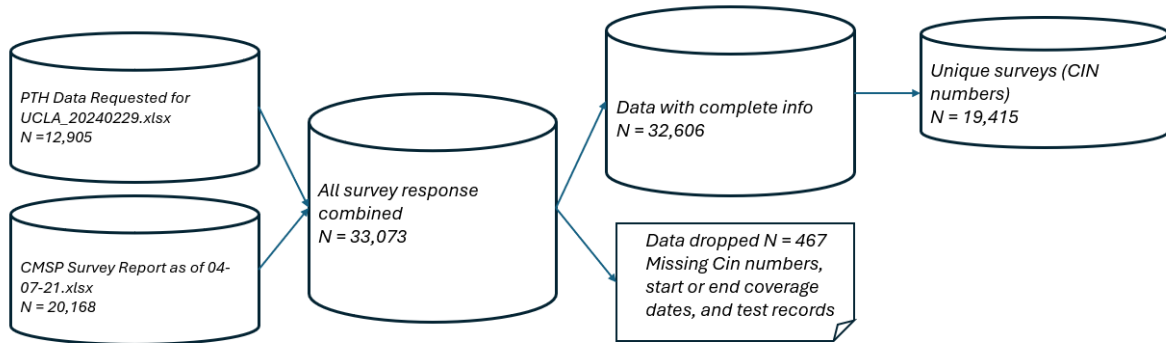 PTH Data Requested for
UCLA_20240229.xlsx
N =12,905
CMSP Survey Report as of 04-
07-21.xlsx
N = 20,168
All survey response
combined
N = 33,073
Data with complete info
N = 32,606
Data dropped N = 467
Missing Cin numbers,
start or end coverage
dates, and test records
Unique surveys (CIN
numbers)
N = 19,415